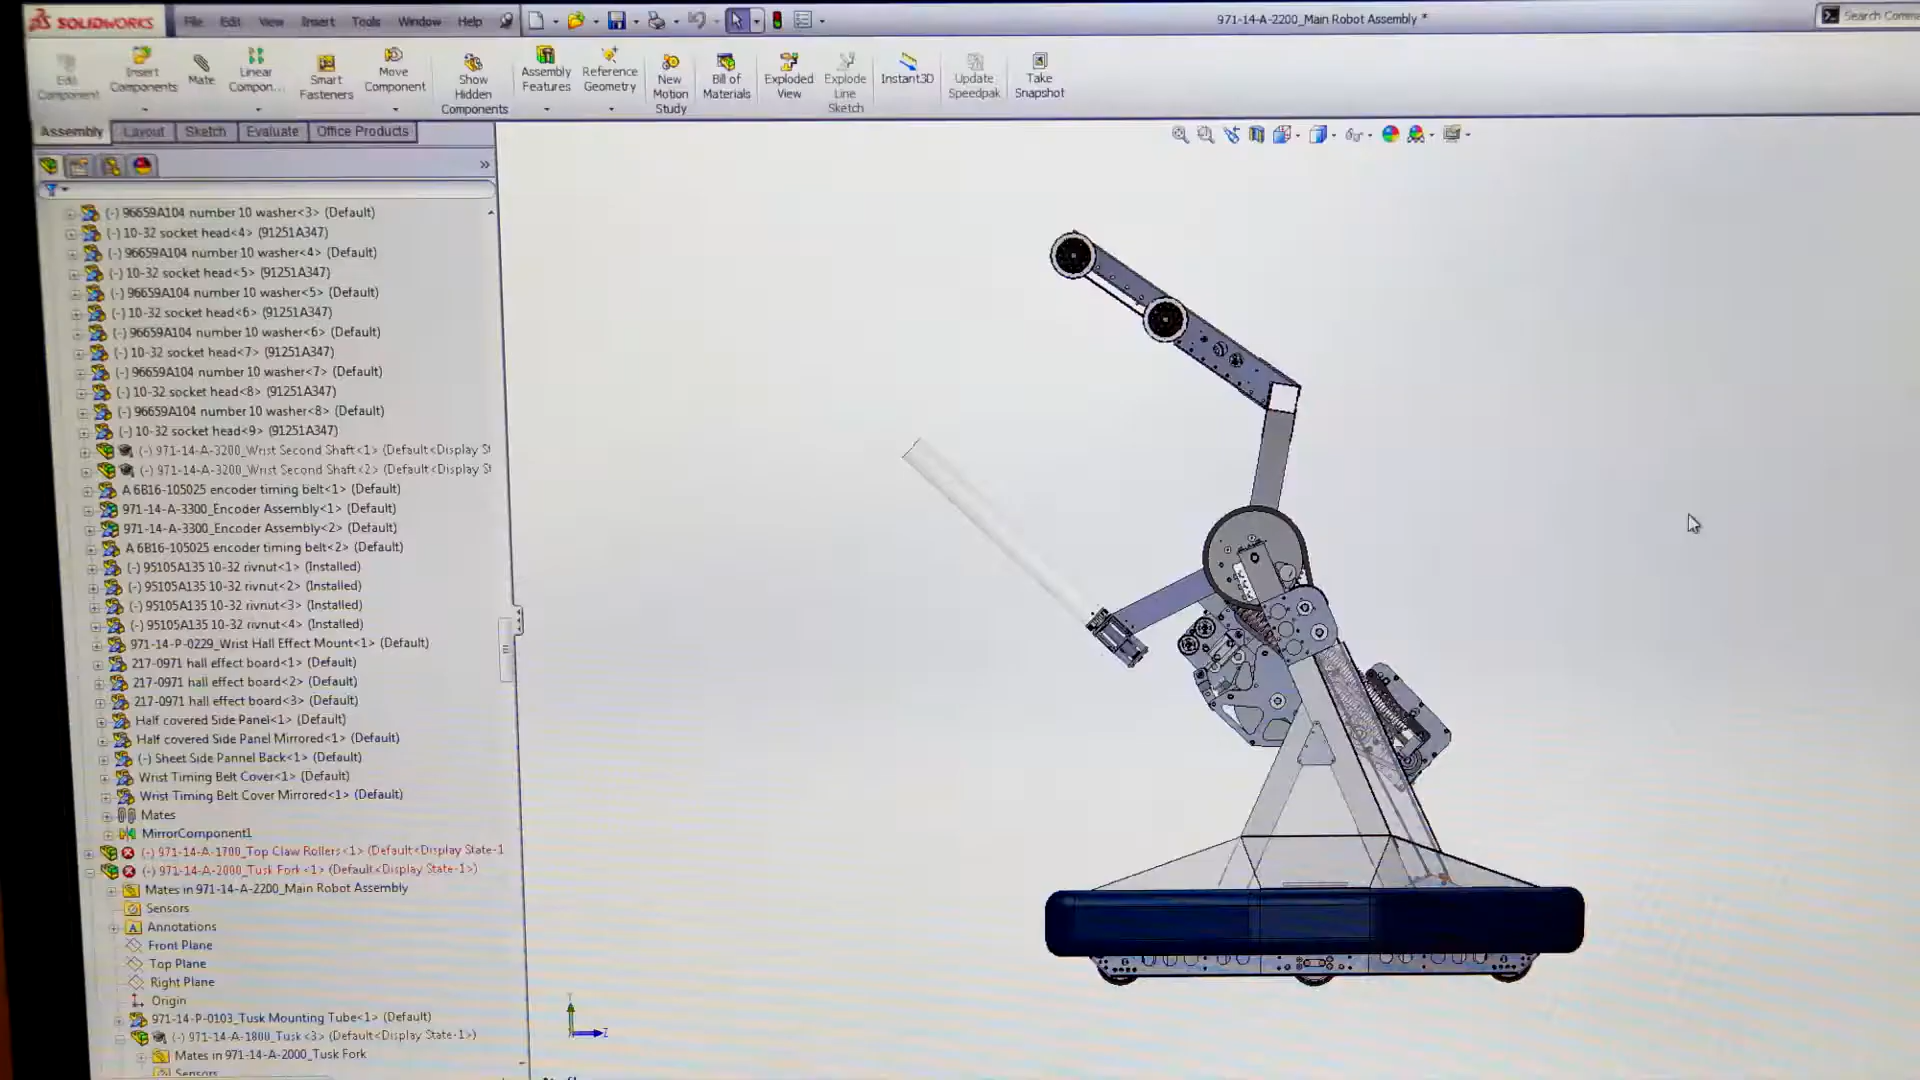 SOLIDWORKS File Edit View Insert Tools Window Help 971-14-A-2200_Main Robot Assembly *
Edit Component
Insert Components
Mate
Linear Compon...
Smart Fasteners
Move Component
Show Hidden Components
Assembly Features
Reference Geometry
New Motion Study
Bill of Materials
Exploded View
Explode Line Sketch
Instant3D
Update Speedpak
Take Snapshot
Assembly Layout Sketch Evaluate Office Products
(-) 96659A104 number 10 washer<3> (Default)
(-) 10-32 socket head<4> (91251A347)
(-) 96659A104 number 10 washer<4> (Default)
(-) 10-32 socket head<5> (91251A347)
(-) 96659A104 number 10 washer<5> (Default)
(-) 10-32 socket head<6> (91251A347)
(-) 96659A104 number 10 washer<6> (Default)
(-) 10-32 socket head<7> (91251A347)
(-) 96659A104 number 10 washer<7> (Default)
(-) 10-32 socket head<8> (91251A347)
(-) 96659A104 number 10 washer<8> (Default)
(-) 10-32 socket head<9> (91251A347)
(-) 971-14-A-3200_Wrist Second Shaft<1> (Default<Display St
(-) 971-14-A-3200_Wrist Second Shaft<2> (Default<Display St
A 6B16-105025 encoder timing belt<1> (Default)
971-14-A-3300_Encoder Assembly<1> (Default)
971-14-A-3300_Encoder Assembly<2> (Default)
A 6B16-105025 encoder timing belt<2> (Default)
(-) 95105A135 10-32 rivnut<1> (Installed)
(-) 95105A135 10-32 rivnut<2> (Installed)
(-) 95105A135 10-32 rivnut<3> (Installed)
(-) 95105A135 10-32 rivnut<4> (Installed)
971-14-P-0229_Wrist Hall Effect Mount<1> (Default)
217-0971 hall effect board<1> (Default)
217-0971 hall effect board<2> (Default)
217-0971 hall effect board<3> (Default)
Half covered Side Panel<1> (Default)
Half covered Side Panel Mirrored<1> (Default)
(-) Sheet Side Pannel Back<1> (Default)
Wrist Timing Belt Cover<1> (Default)
Wrist Timing Belt Cover Mirrored<1> (Default)
Mates
MirrorComponent1
(-) 971-14-A-1700_Top Claw Rollers<1> (Default<Display State-1
(-) 971-14-A-2000_Tusk Fork <1> (Default<Display State-1>)
Mates in 971-14-A-2200_Main Robot Assembly
Sensors
Annotations
Front Plane
Top Plane
Right Plane
Origin
971-14-P-0103_Tusk Mounting Tube<1> (Default)
(-) 971-14-A-1800_Tusk <3> (Default<Display State-1>)
Mates in 971-14-A-2000_Tusk Fork
Sensors
Y
Z